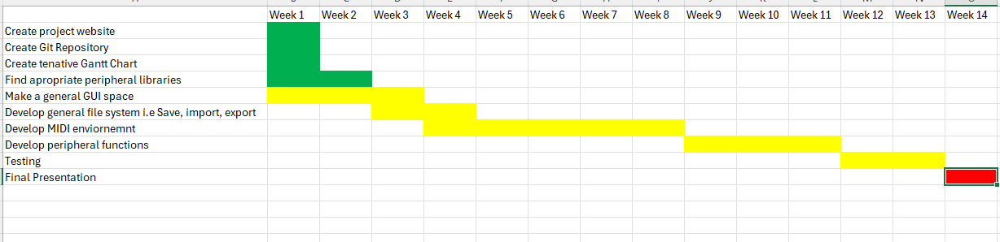 Week 1 Week 2 Week 3 Week 4 Week 5 Week 6 Week 7 Week 8 Week 9 Week 10 Week 11 Week 12 Week 13 Week 14
Create project website
Create Git Repository
Create tenative Gantt Chart
Find apropriate peripheral libraries
Make a general GUI space
Develop general file system i.e Save, import, export
Develop MIDI enviornemnt
Develop peripheral functions
Testing
Final Presentation